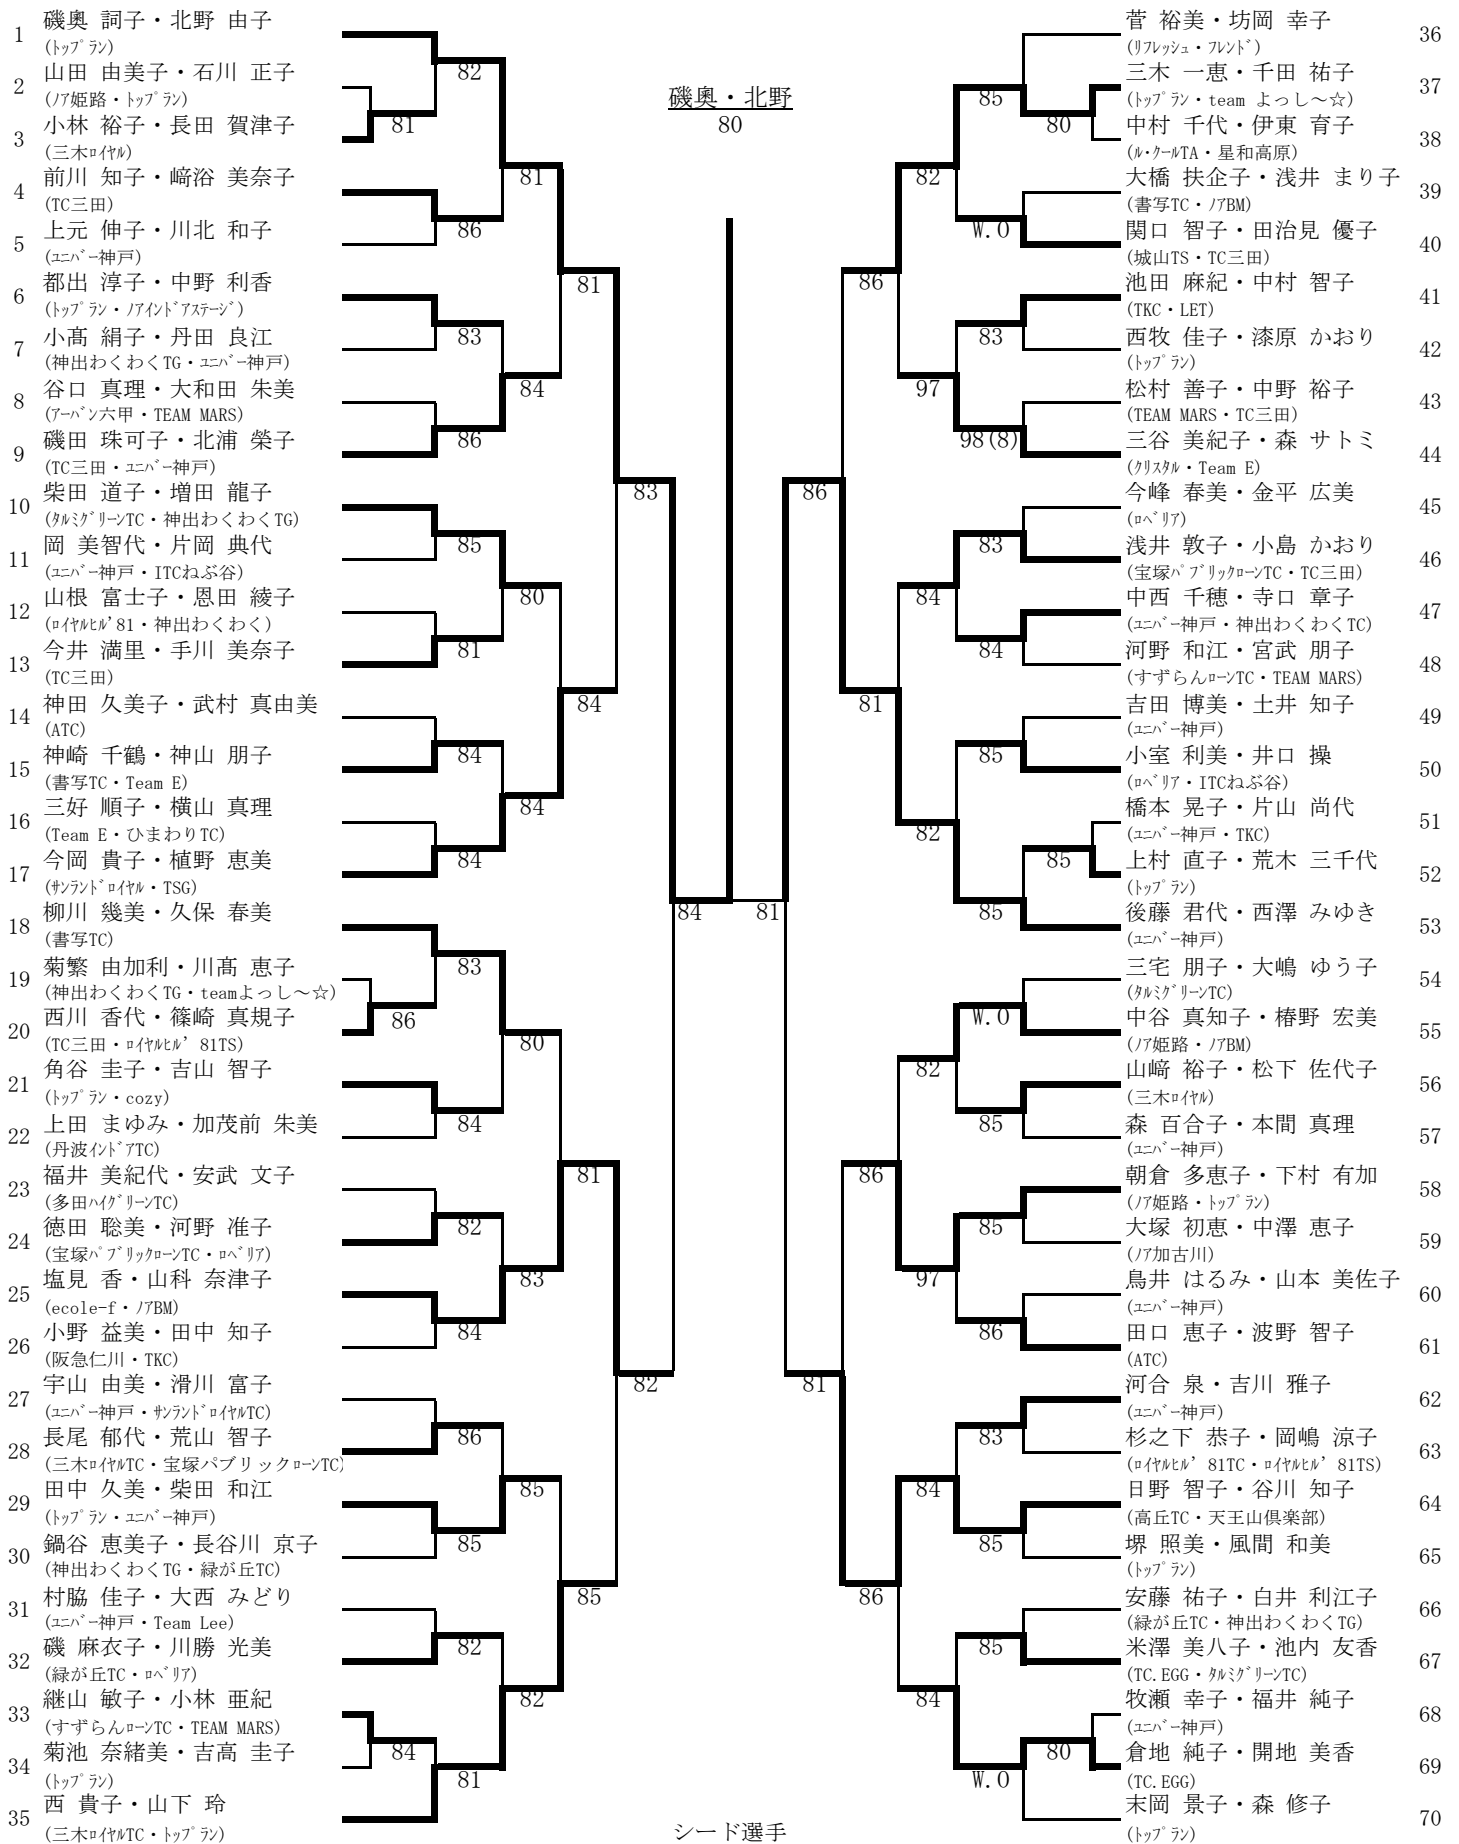 1 磯奥 詞子・北野 由子
(ﾄｯﾌﾟﾗﾝ)
2 山田 由美子・石川 正子
(ﾉｱ姫路・ﾄｯﾌﾟﾗﾝ)
3 小林 裕子・長田 賀津子
(三木ﾛｲﾔﾙ)
4 前川 知子・﨑浴 美奈子
(TC三田)
5 上元 伸子・川北 和子
(ﾕﾆﾊﾞｰ神戸)
6 都出 淳子・中野 利香
(ﾄｯﾌﾟﾗﾝ・ﾉｱｲﾝﾄﾞｱｽﾃｰｼﾞ)
7 小髙 絹子・丹田 良江
(神出わくわくTG・ﾕﾆﾊﾞｰ神戸)
8 谷口 真理・大和田 朱美
(ｱｰﾊﾞﾝ六甲・TEAM MARS)
9 磯田 珠可子・北浦 榮子
(TC三田・ﾕﾆﾊﾞｰ神戸)
10 柴田 道子・増田 龍子
(ﾀﾙﾐｸﾞﾘｰﾝTC・神出わくわくTG)
11 岡 美智代・片岡 典代
(ﾕﾆﾊﾞｰ神戸・ITCねぶ谷)
12 山根 富士子・恩田 綾子
(ﾛｲﾔﾙﾋﾙ'81・神出わくわく)
13 今井 満里・手川 美奈子
(TC三田)
14 神田 久美子・武村 真由美
(ATC)
15 神崎 千鶴・神山 朋子
(書写TC・Team E)
16 三好 順子・横山 真理
(Team E・ひまわりTC)
17 今岡 貴子・植野 恵美
(ｻﾝﾗﾝﾄﾞﾛｲﾔﾙ・TSG)
18 柳川 幾美・久保 春美
(書写TC)
19 菊繁 由加利・川髙 恵子
(神出わくわくTG・teamよっし～☆)
20 西川 香代・篠崎 真規子
(TC三田・ﾛｲﾔﾙﾋﾙ’81TS)
21 角谷 圭子・吉山 智子
(ﾄｯﾌﾟﾗﾝ・cozy)
22 上田 まゆみ・加茂前 朱美
(丹波ｲﾝﾄﾞｱTC)
23 福井 美紀代・安武 文子
(多田ﾊｲｸﾞﾘｰﾝTC)
24 徳田 聡美・河野 准子
(宝塚ﾊﾟﾌﾞﾘｯｸﾛｰﾝTC・ﾛﾍﾞﾘｱ)
25 塩見 香・山科 奈津子
(ecole-f・ﾉｱBM)
26 小野 益美・田中 知子
(阪急仁川・TKC)
27 宇山 由美・滑川 富子
(ﾕﾆﾊﾞｰ神戸・ｻﾝﾗﾝﾄﾞﾛｲﾔﾙTC)
28 長尾 郁代・荒山 智子
(三木ﾛｲﾔﾙTC・宝塚パブリックﾛｰﾝTC)
29 田中 久美・柴田 和江
(ﾄｯﾌﾟﾗﾝ・ﾕﾆﾊﾞｰ神戸)
30 鍋谷 恵美子・長谷川 京子
(神出わくわくTG・緑が丘TC)
31 村脇 佳子・大西 みどり
(ﾕﾆﾊﾞｰ神戸・Team Lee)
32 磯 麻衣子・川勝 光美
(緑が丘TC・ﾛﾍﾞﾘｱ)
33 継山 敏子・小林 亜紀
(すずらんﾛｰﾝTC・TEAM MARS)
34 菊池 奈緒美・吉高 圭子
(ﾄｯﾌﾟﾗﾝ)
35 西 貴子・山下 玲
(三木ﾛｲﾔﾙTC・ﾄｯﾌﾟﾗﾝ)
81
86
84
82
86
83
86
85
81
84
84
83
84
82
84
86
85
82
81
81
84
80
84
80
83
85
82
81
84
81
85
83
82
84
磯奥・北野
80
シード選手
81
86
81
86
81
86
86
82
97
84
82
82
97
84
84
85
W.0
83
98(8)
83
84
85
85
W.0
85
85
86
83
85
85
W.0
80
85
80
菅 裕美・坊岡 幸子 36
(ﾘﾌﾚｯｼｭ・ﾌﾚﾝﾄﾞ)
三木 一恵・千田 祐子 37
(ﾄｯﾌﾟﾗﾝ・team よっし～☆)
中村 千代・伊東 育子 38
(ﾙ・ｸｰﾙTA・星和高原)
大橋 扶企子・浅井 まり子 39
(書写TC・ﾉｱBM)
関口 智子・田治見 優子 40
(城山TS・TC三田)
池田 麻紀・中村 智子 41
(TKC・LET)
西牧 佳子・漆原 かおり 42
(ﾄｯﾌﾟﾗﾝ)
松村 善子・中野 裕子 43
(TEAM MARS・TC三田)
三谷 美紀子・森 サトミ 44
(ｸﾘｽﾀﾙ・Team E)
今峰 春美・金平 広美 45
(ﾛﾍﾞﾘｱ)
浅井 敦子・小島 かおり 46
(宝塚ﾊﾟﾌﾞﾘｯｸﾛｰﾝTC・TC三田)
中西 千穂・寺口 章子 47
(ﾕﾆﾊﾞｰ神戸・神出わくわくTC)
河野 和江・宮武 朋子 48
(すずらんﾛｰﾝTC・TEAM MARS)
吉田 博美・土井 知子 49
(ﾕﾆﾊﾞｰ神戸)
小室 利美・井口 操 50
(ﾛﾍﾞﾘｱ・ITCねぶ谷)
橋本 晃子・片山 尚代 51
(ﾕﾆﾊﾞｰ神戸・TKC)
上村 直子・荒木 三千代 52
(ﾄｯﾌﾟﾗﾝ)
後藤 君代・西澤 みゆき 53
(ﾕﾆﾊﾞｰ神戸)
三宅 朋子・大嶋 ゆう子 54
(ﾀﾙﾐｸﾞﾘｰﾝTC)
中谷 真知子・椿野 宏美 55
(ﾉｱ姫路・ﾉｱBM)
山﨑 裕子・松下 佐代子 56
(三木ﾛｲﾔﾙ)
森 百合子・本間 真理 57
(ﾕﾆﾊﾞｰ神戸)
朝倉 多恵子・下村 有加 58
(ﾉｱ姫路・ﾄｯﾌﾟﾗﾝ)
大塚 初恵・中澤 恵子 59
(ﾉｱ加古川)
鳥井 はるみ・山本 美佐子 60
(ﾕﾆﾊﾞｰ神戸)
田口 恵子・波野 智子 61
(ATC)
河合 泉・吉川 雅子 62
(ﾕﾆﾊﾞｰ神戸)
杉之下 恭子・岡嶋 涼子 63
(ﾛｲﾔﾙﾋﾙ’81TC・ﾛｲﾔﾙﾋﾙ’81TS)
日野 智子・谷川 知子 64
(高丘TC・天王山倶楽部)
堺 照美・風間 和美 65
(ﾄｯﾌﾟﾗﾝ)
安藤 祐子・白井 利江子 66
(緑が丘TC・神出わくわくTG)
米澤 美八子・池内 友香 67
(TC.EGG・ﾀﾙﾐｸﾞﾘｰﾝTC)
牧瀬 幸子・福井 純子 68
(ﾕﾆﾊﾞｰ神戸)
倉地 純子・開地 美香 69
(TC.EGG)
末岡 景子・森 修子 70
(ﾄｯﾌﾟﾗﾝ)